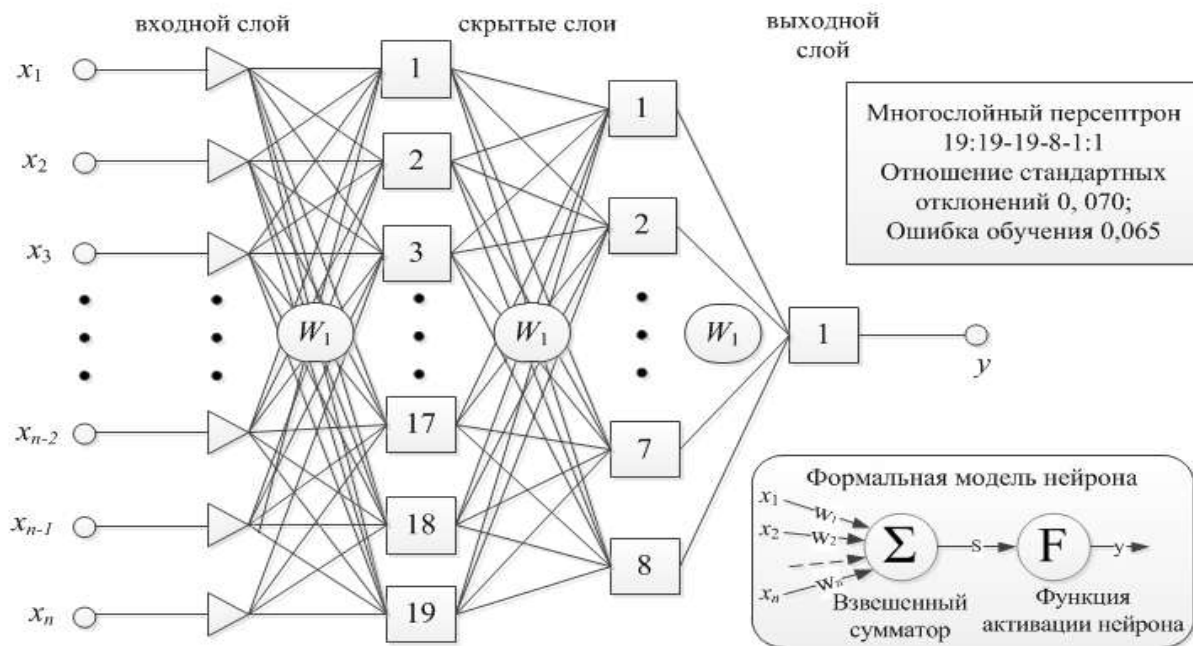 входной слой
скрытые слои
выходной
слой
x1
x2
x3
xn-2
xn-1
xn
W1
1
2
3
17
18
19
W1
1
2
7
8
W1
1
y
Многослойный персептрон
19:19-19-8-1:1
Отношение стандартных
отклонений 0, 070;
Ошибка обучения 0,065
Формальная модель нейрона
x1
x2
xn
w1
w2
wn
Σ
S
F
y
Взвешенный
сумматор
Функция
активации нейрона